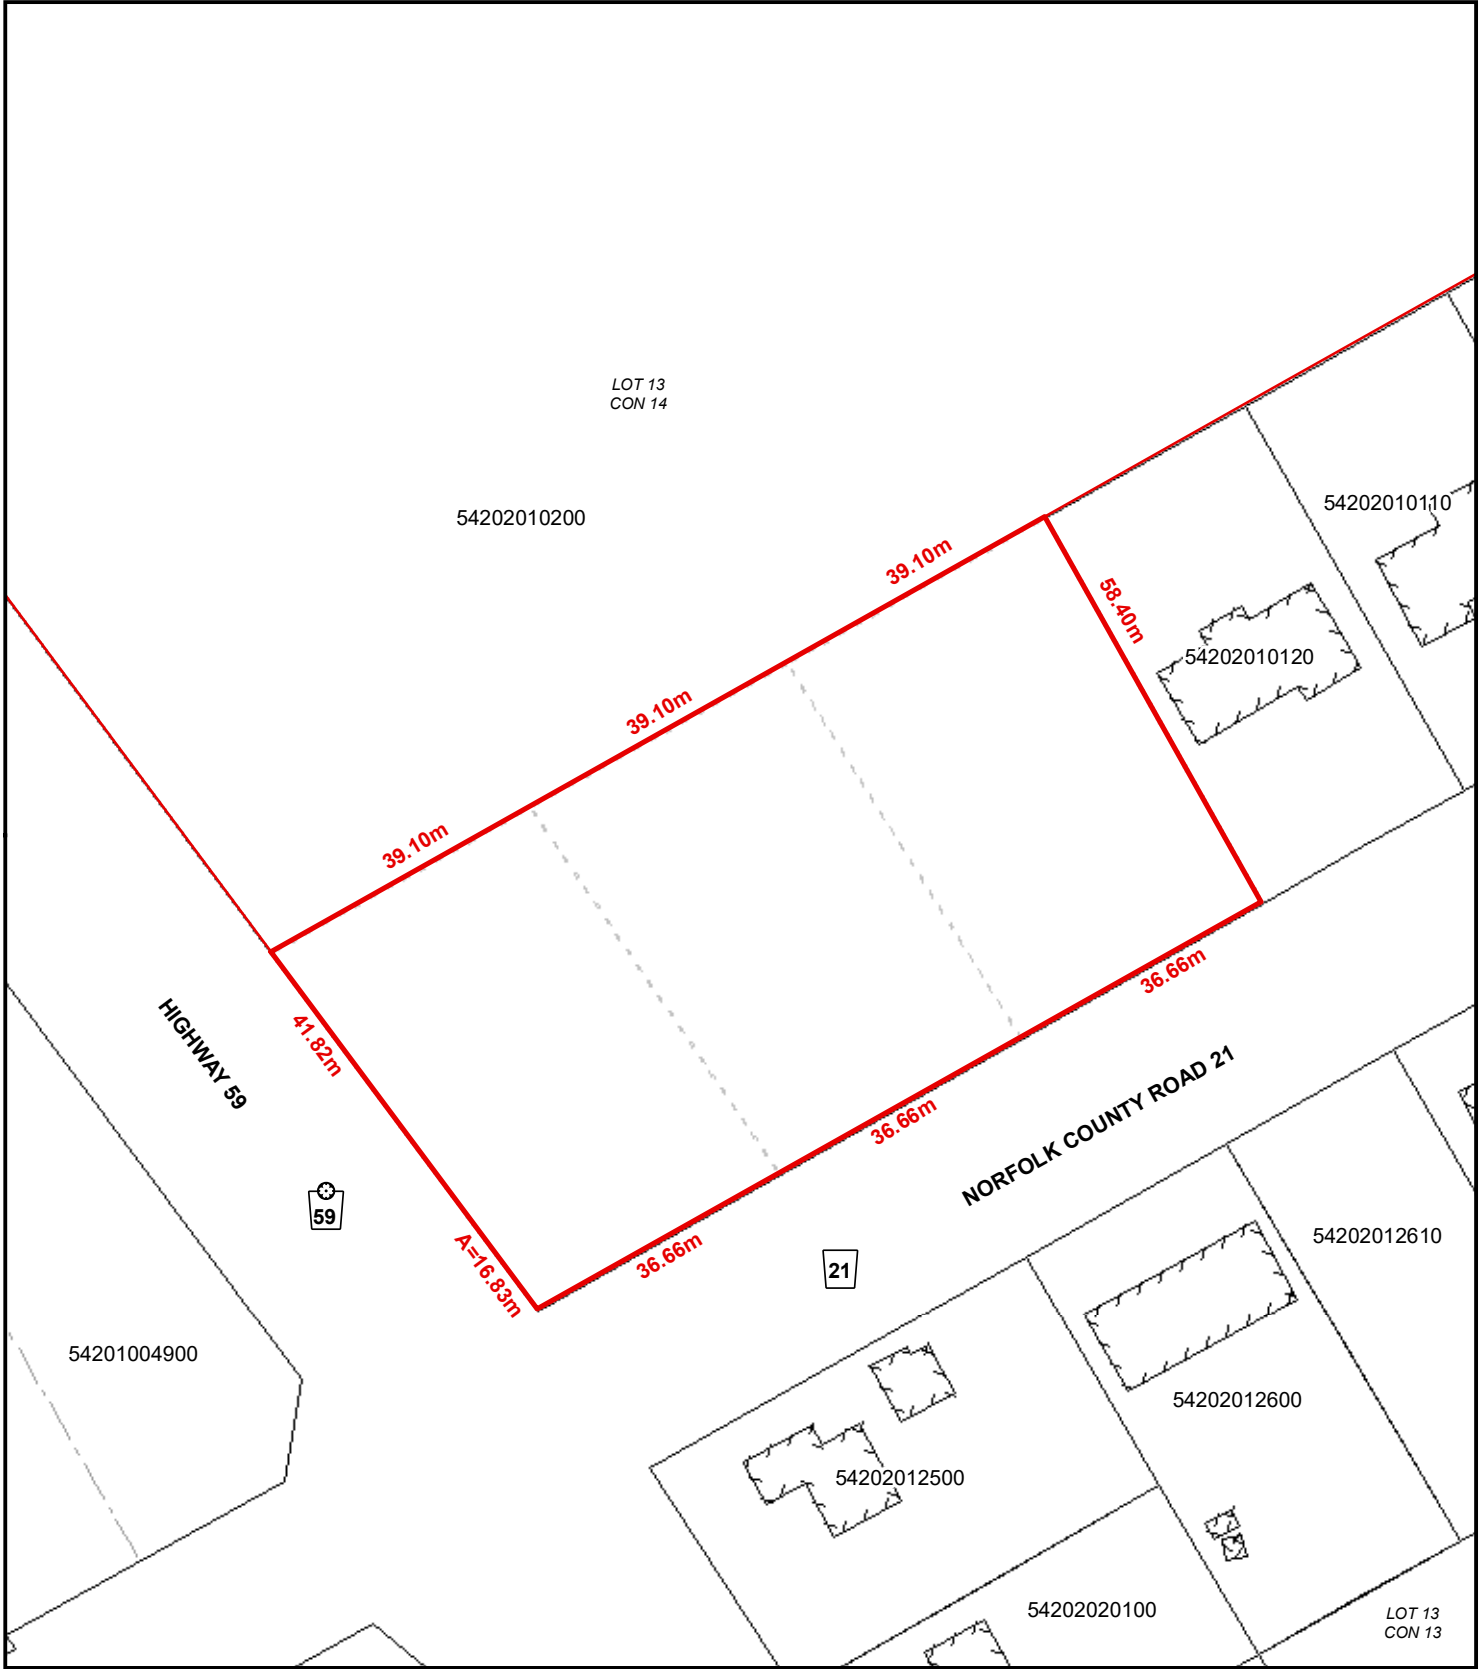 LOT 13
CON 14
54202010110
54202010200
39.10m
58.40m
54202010120
39.10m
39.10m
36.66m
HIGHWAY 59
41.82m
36.66m
NORFOLK COUNTY ROAD 21
59
A=16.83m
36.66m
21
54202012610
54201004900
54202012600
54202012500
54202020100
LOT 13
CON 13